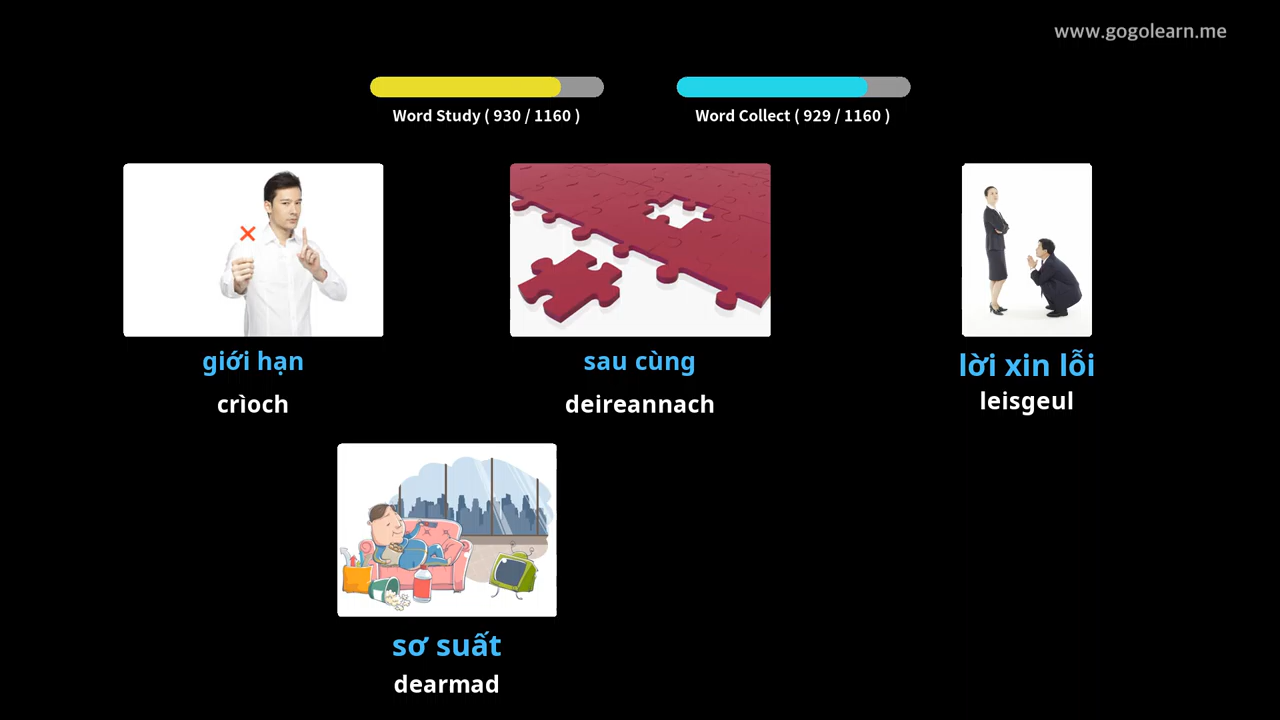 www.gogolearn.me
Word Study ( 930 / 1160 )
Word Collect ( 929 / 1160 )
giới hạn
crìoch
sau cùng
deireannach
lời xin lỗi
leisgeul
sơ suất
dearmad